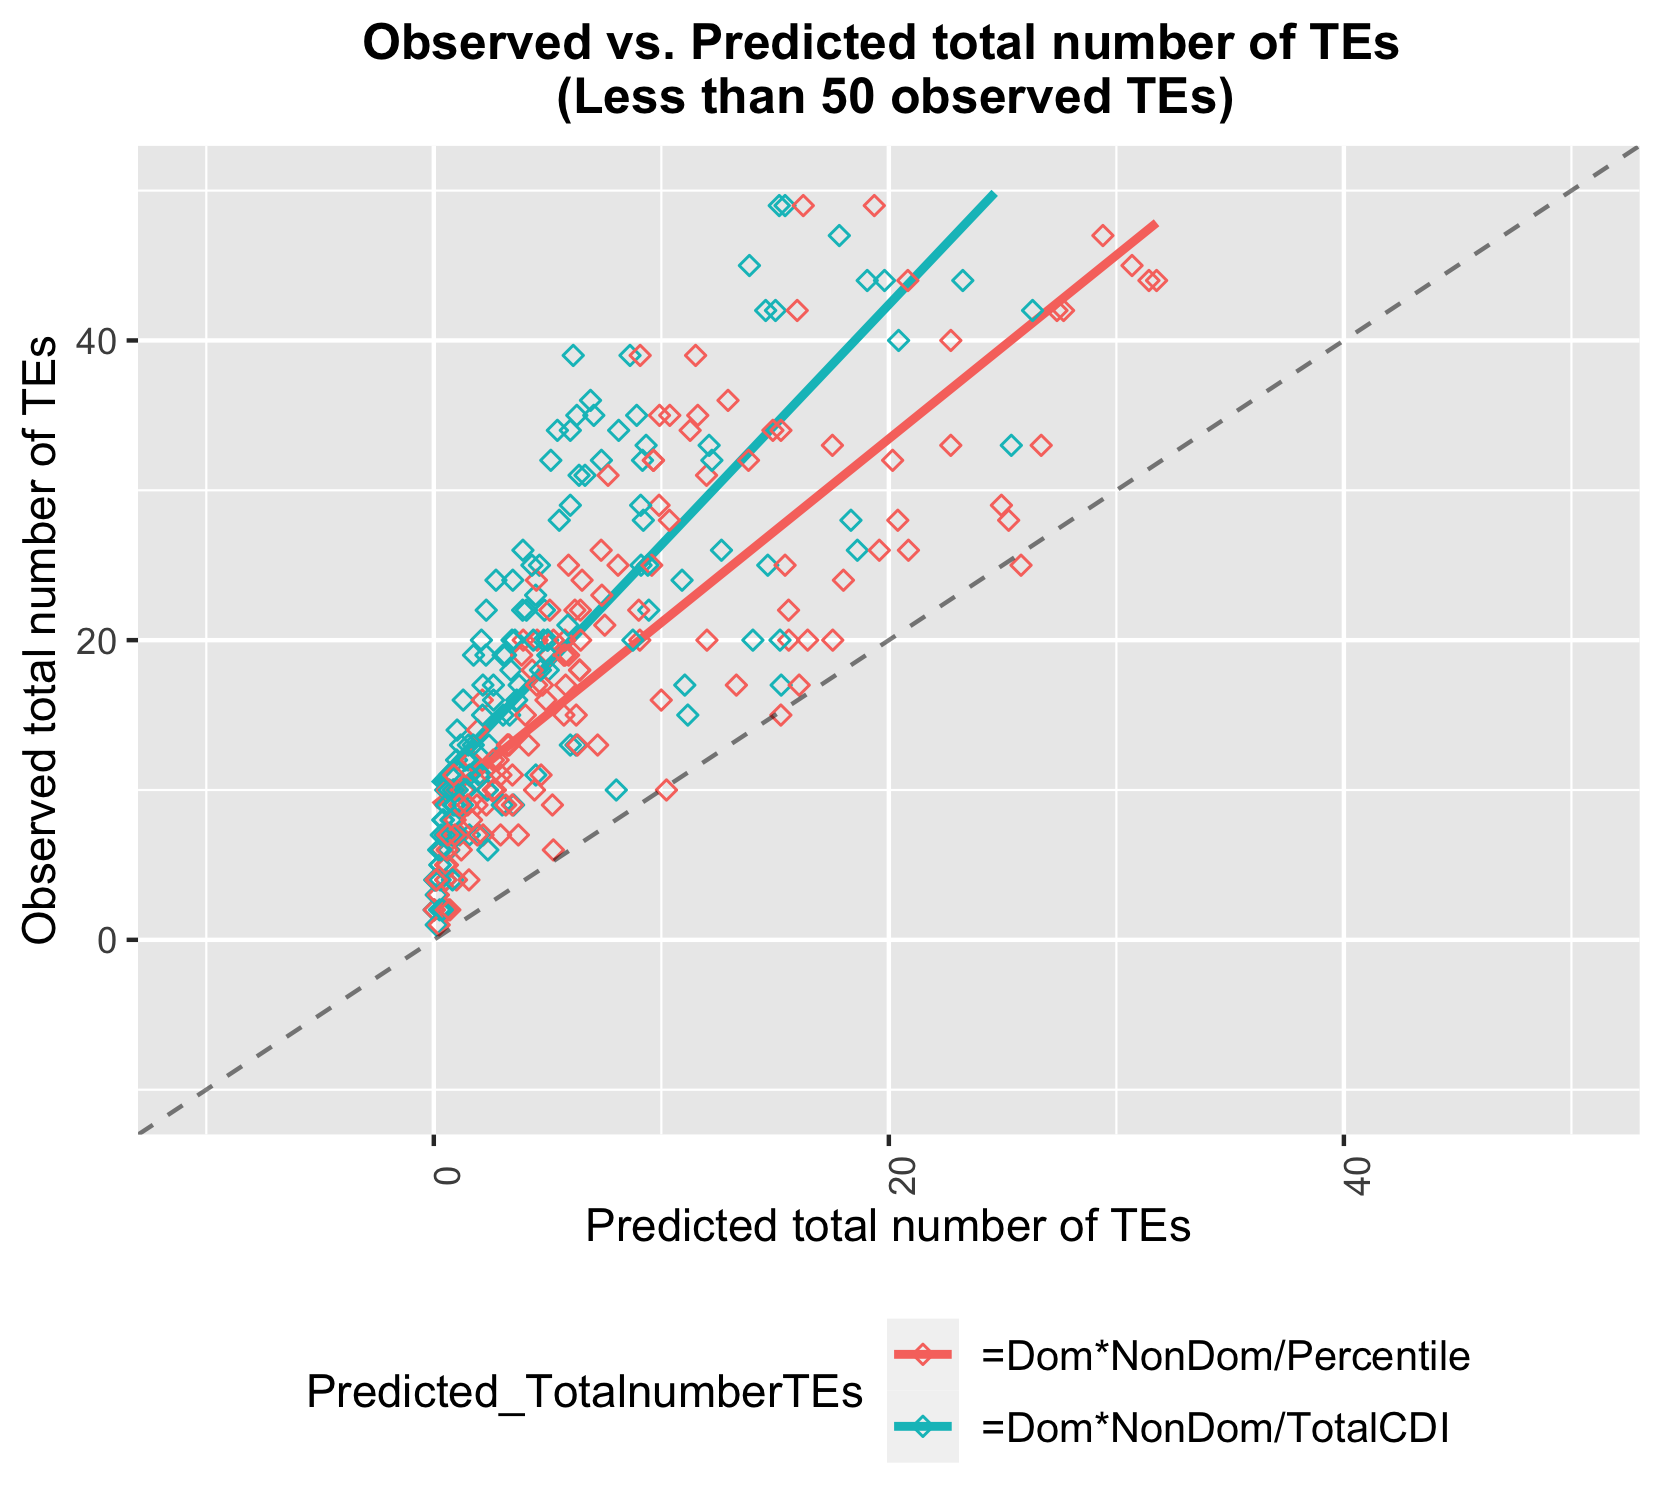 Observed vs. Predicted total number of TEs
(Less than 50 observed TEs)
Observed total number of TEs
40
20
0
0
20
40
Predicted total number of TEs
Predicted_TotalnumberTEs
=Dom*NonDom/Percentile
=Dom*NonDom/TotalCDI